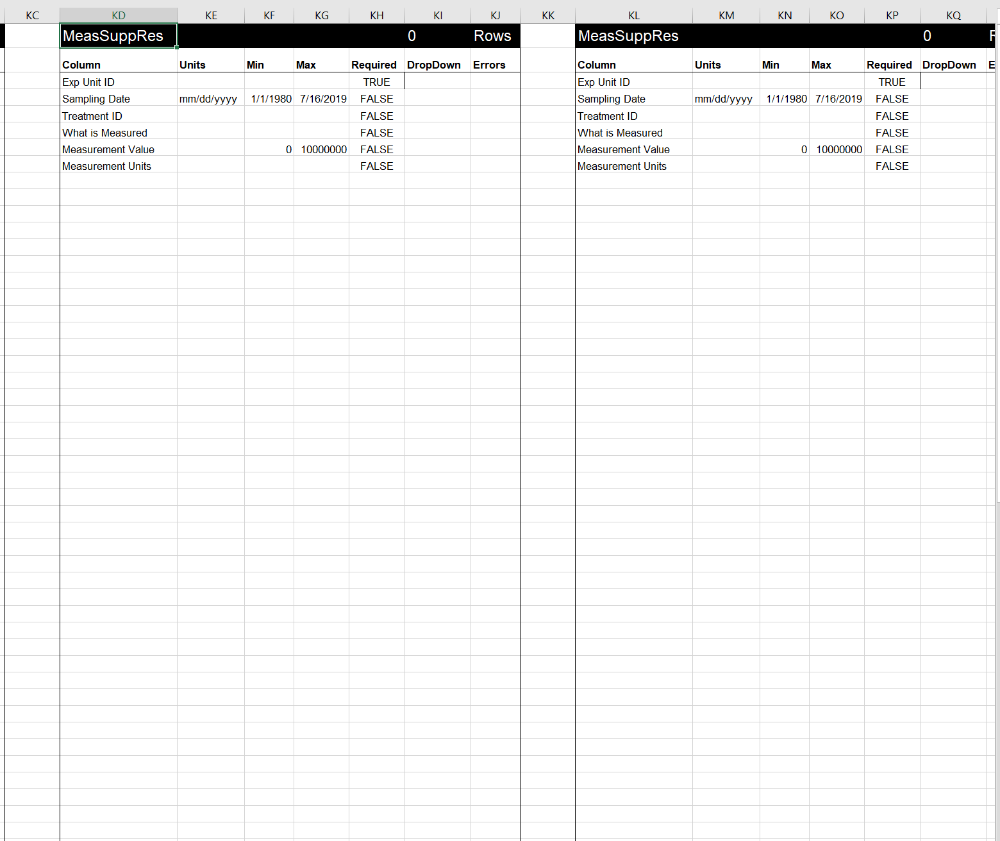 KC KD KE KF KG KH KI KJ KK KL KM KN KO KP KQ
MeasSuppRes 0 Rows MeasSuppRes 0
Column Units Min Max Required DropDown Errors Column Units Min Max Required DropDown
Exp Unit ID TRUE Exp Unit ID TRUE
Sampling Date mm/dd/yyyy 1/1/1980 7/16/2019 FALSE Sampling Date mm/dd/yyyy 1/1/1980 7/16/2019 FALSE
Treatment ID FALSE Treatment ID FALSE
What is Measured FALSE What is Measured FALSE
Measurement Value 0 10000000 FALSE Measurement Value 0 10000000 FALSE
Measurement Units FALSE Measurement Units FALSE